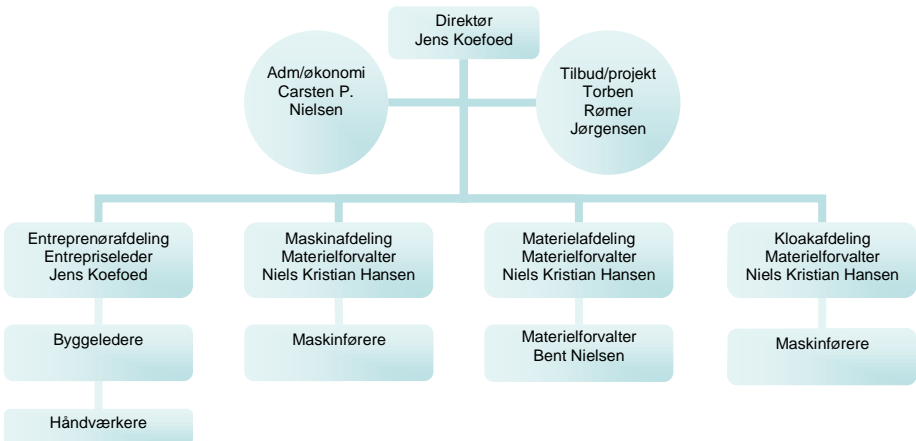 Direktør
Jens Koefoed
Adm/økonomi
Carsten P.
Nielsen
Tilbud/projekt
Torben
Rømer
Jørgensen
Entreprenørafdeling
Entrepriseleder
Jens Koefoed
Maskinafdeling
Materielforvalter
Niels Kristian Hansen
Materielafdeling
Materielforvalter
Niels Kristian Hansen
Kloakafdeling
Materielforvalter
Niels Kristian Hansen
Byggeledere
Maskinførere
Materielforvalter
Bent Nielsen
Maskinførere
Håndværkere